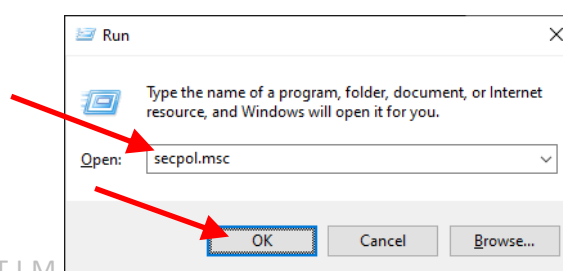 Run
Type the name of a program, folder, document, or Internet
resource, and Windows will open it for you.
Open: secpol.msc
OK Cancel Browse...